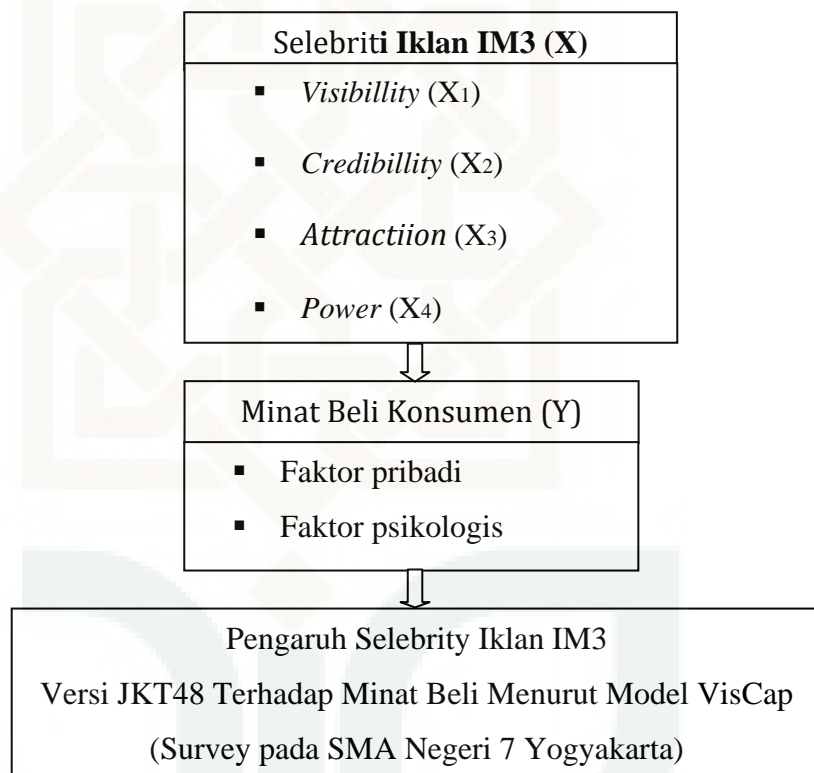 Selebriti Iklan IM3 (X)
▪ Visibillity (X1)
▪ Credibillity (X2)
▪ Attractiion (X3)
▪ Power (X4)
Minat Beli Konsumen (Y)
▪ Faktor pribadi
▪ Faktor psikologis
Pengaruh Selebrity Iklan IM3
Versi JKT48 Terhadap Minat Beli Menurut Model VisCap
(Survey pada SMA Negeri 7 Yogyakarta)